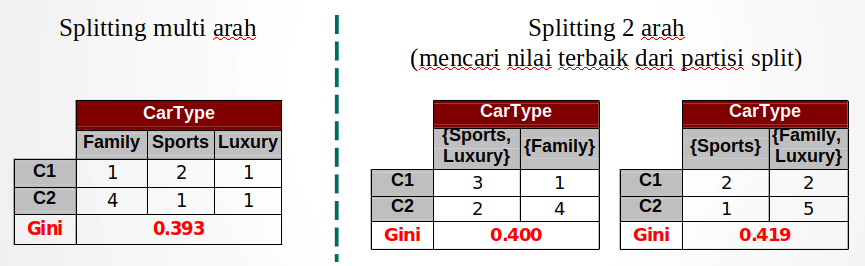 Splitting multi arah
CarType
Family Sports Luxury
C1 1 2 1
C2 4 1 1
Gini 0.393
Splitting 2 arah
(mencari nilai terbaik dari partisi split)
CarType
{Sports,
Luxury} {Family}
C1 3 1
C2 2 4
Gini 0.400
CarType
{Sports} {Family,
Luxury}
C1 2 2
C2 1 5
Gini 0.419